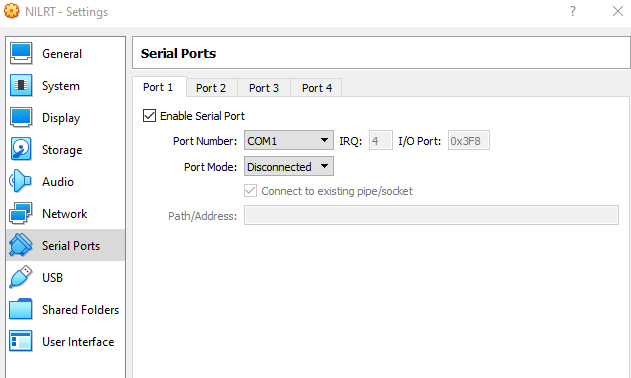 NILRT - Settings
?
General
System
Display
Storage
Audio
Network
Serial Ports
USB
Shared Folders
User Interface
Serial Ports
Port 1 Port 2 Port 3 Port 4
Enable Serial Port
Port Number: COM1 IRQ: 4 I/O Port: 0x3F8
Port Mode: Disconnected
Connect to existing pipe/socket
Path/Address: